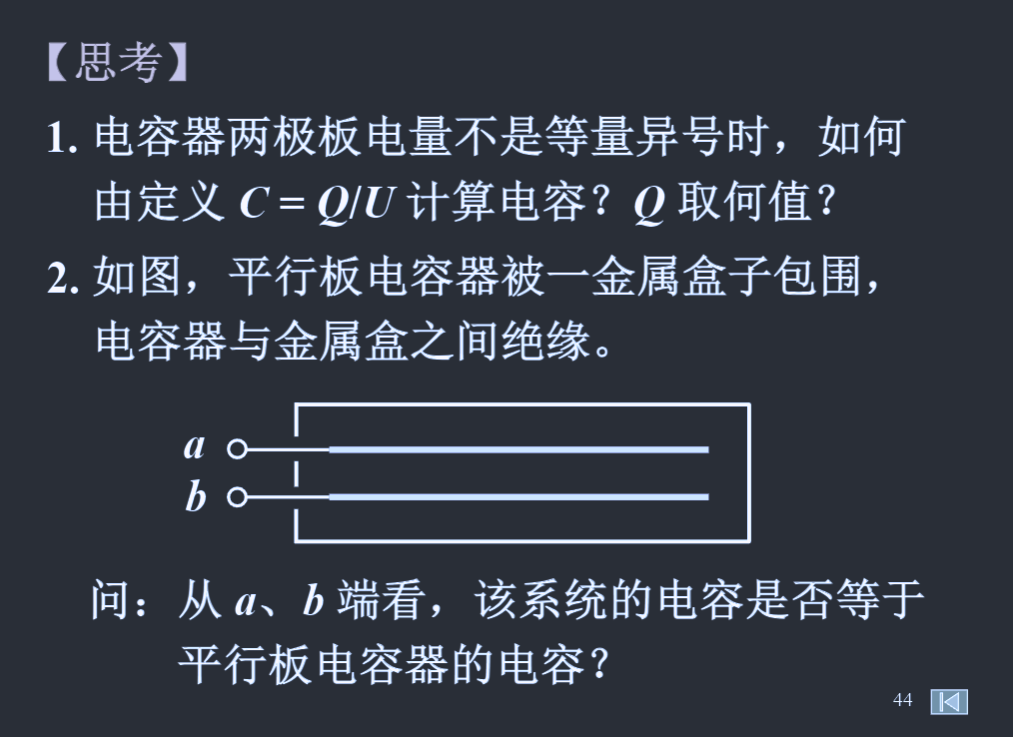 【思考】
1. 电容器两极板电量不是等量异号时，如何
由定义 C = Q/U 计算电容？Q 取何值？
2. 如图，平行板电容器被一金属盒子包围，
电容器与金属盒之间绝缘。
a
b
问：从 a、b 端看，该系统的电容是否等于
平行板电容器的电容？
44